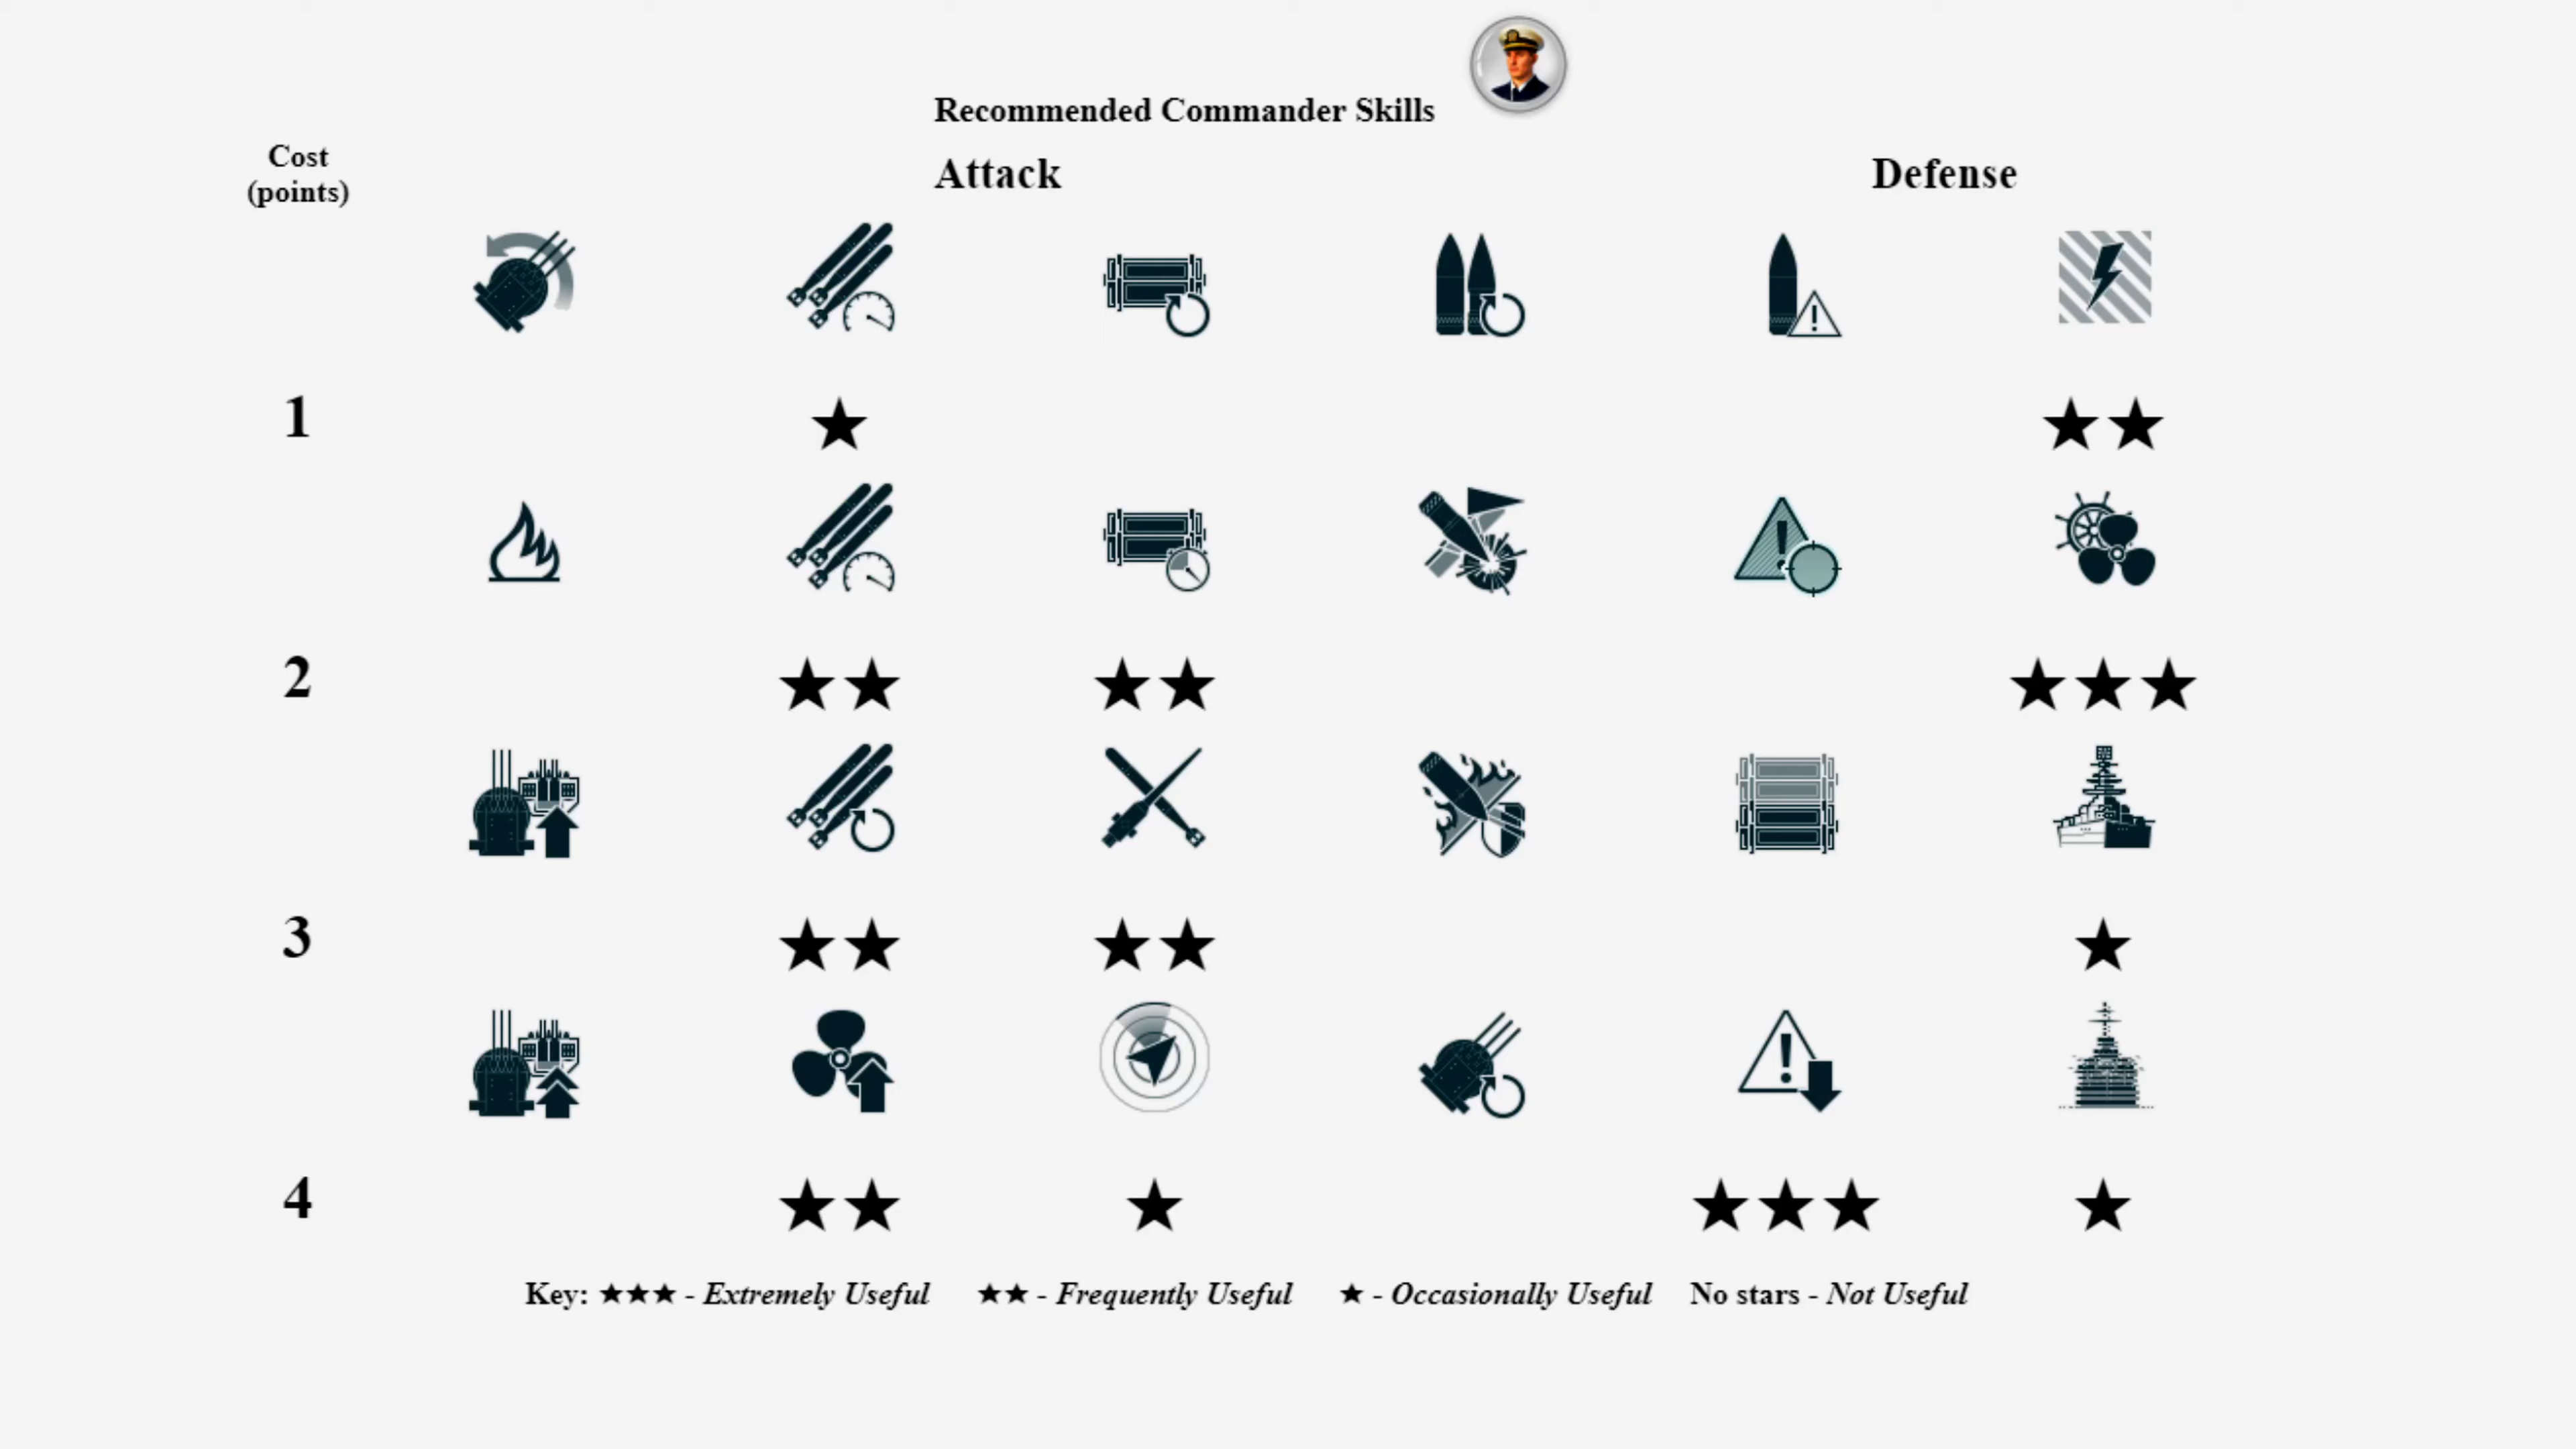 Recommended Commander Skills
Cost
(points)
Attack
Defense
1
★
★★
2
★★
★★
★★★
3
★★
★★
★
4
★★
★
★★★
★
Key: ★★★ - Extremely Useful ★★ - Frequently Useful ★ - Occasionally Useful No stars - Not Useful